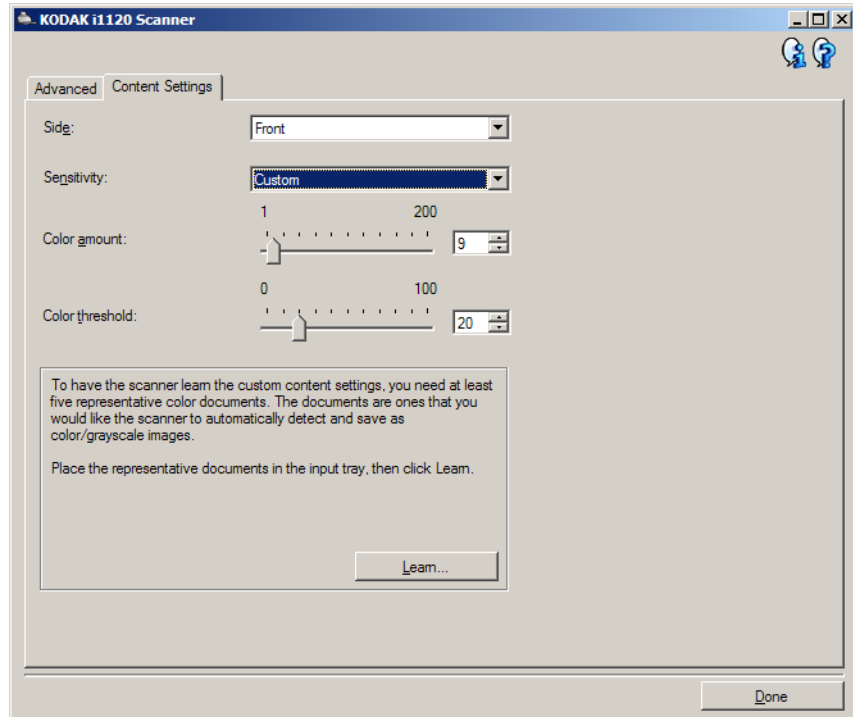 KODAK i1120 Scanner
Advanced
Content Settings
Side:
Front
Sensitivity:
Custom
1 200
Color amount:
9
0 100
Color threshold:
20
To have the scanner learn the custom content settings, you need at least
five representative color documents. The documents are ones that you
would like the scanner to automatically detect and save as
color/grayscale images.
Place the representative documents in the input tray, then click Learn.
Learn...
Done